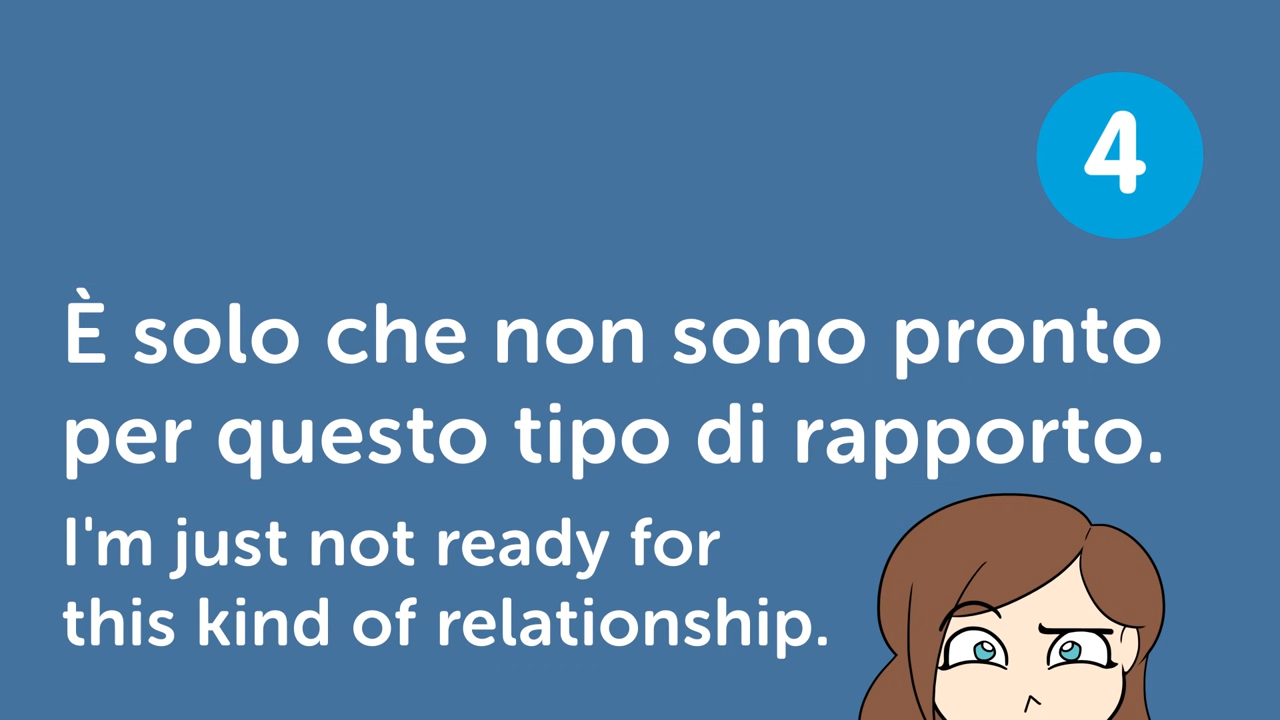 4
È solo che non sono pronto
per questo tipo di rapporto.
I'm just not ready for
this kind of relationship.